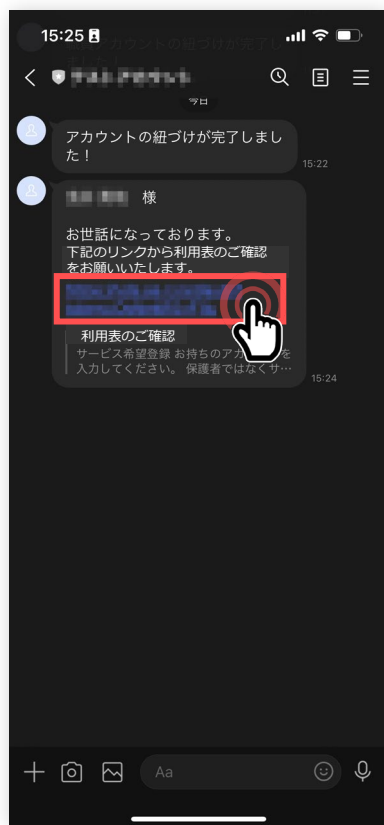 15:25
今日
アカウントの紐づけが完了しまし
た！
15:22
様
お世話になっております。
下記のリンクから利用表のご確認
をお願いいたします。
利用表のご確認
サービス希望登録 お持ちのアカ
を
入力してください。 保護者ではなくサ…
15:24
Aa